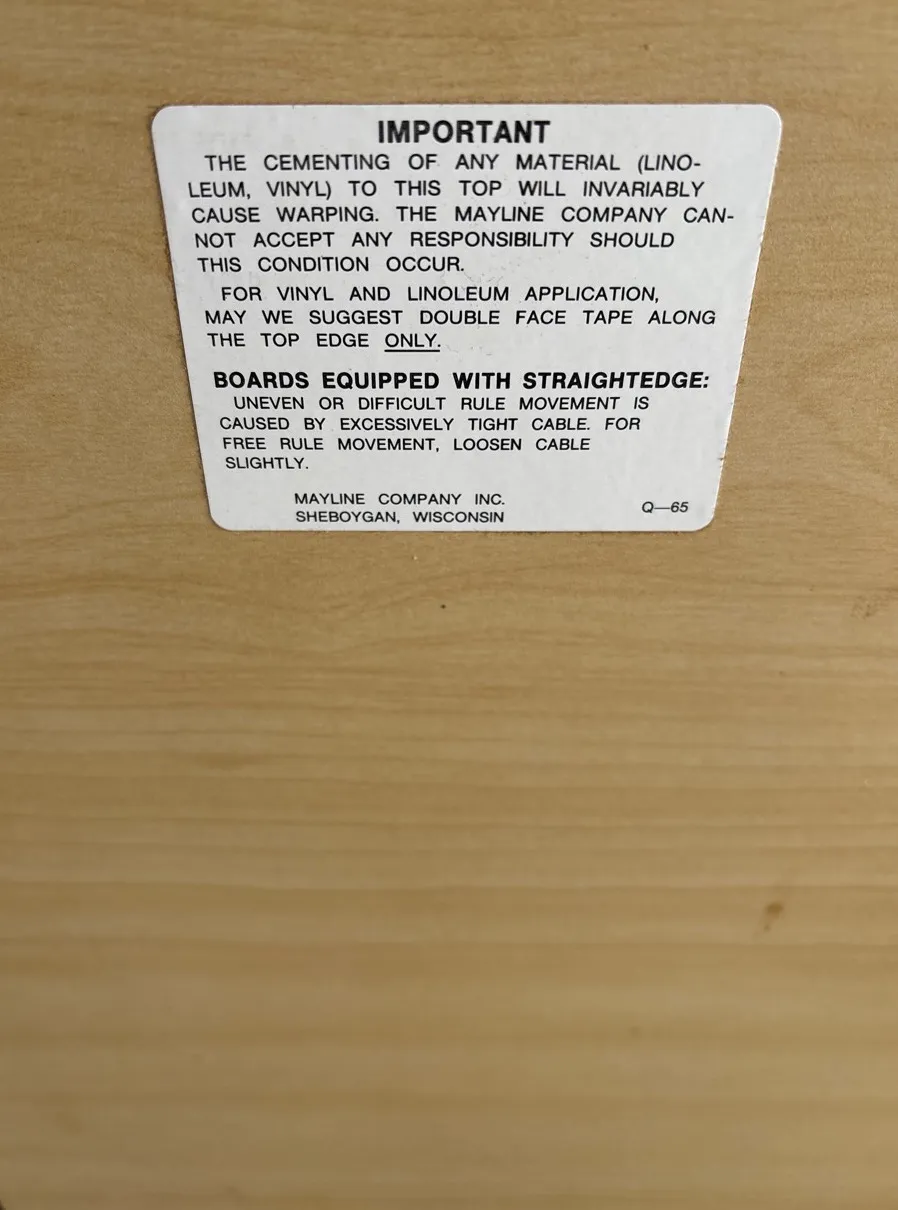 IMPORTANT
THE CEMENTING OF ANY MATERIAL (LINO-
LEUM, VINYL) TO THIS TOP WILL INVARIABLY
CAUSE WARPING. THE MAYLINE COMPANY CAN-
NOT ACCEPT ANY RESPONSIBILITY SHOULD
THIS CONDITION OCCUR.
FOR VINYL AND LINOLEUM APPLICATION,
MAY WE SUGGEST DOUBLE FACE TAPE ALONG
THE TOP EDGE ONLY.
BOARDS EQUIPPED WITH STRAIGHTEDGE:
UNEVEN OR DIFFICULT RULE MOVEMENT IS
CAUSED BY EXCESSIVELY TIGHT CABLE. FOR
FREE RULE MOVEMENT, LOOSEN CABLE
SLIGHTLY.
MAYLINE COMPANY INC.
SHEBOYGAN, WISCONSIN
Q—65